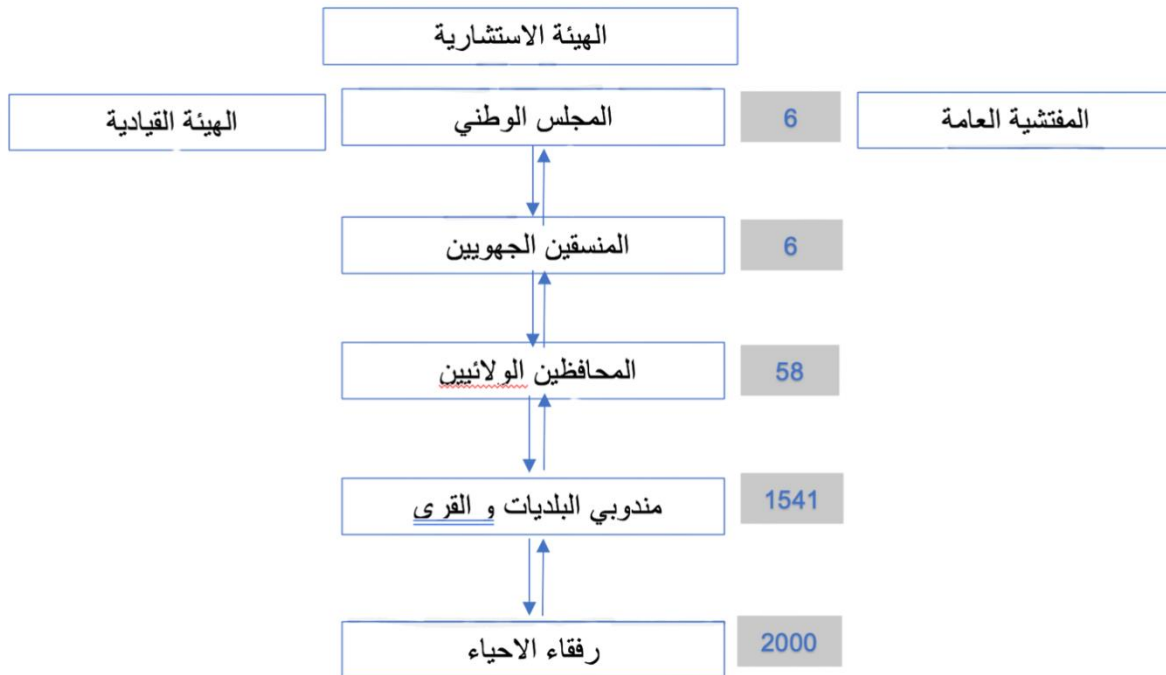 الهيئة الاستشارية
المفتشية العامة
6
المجلس الوطني
الهيئة القيادية
6
المنسقين الجهويين
58
المحافظين الولائيين
1541
مندوبي البلديات و القرى
2000
رفقاء الاحياء